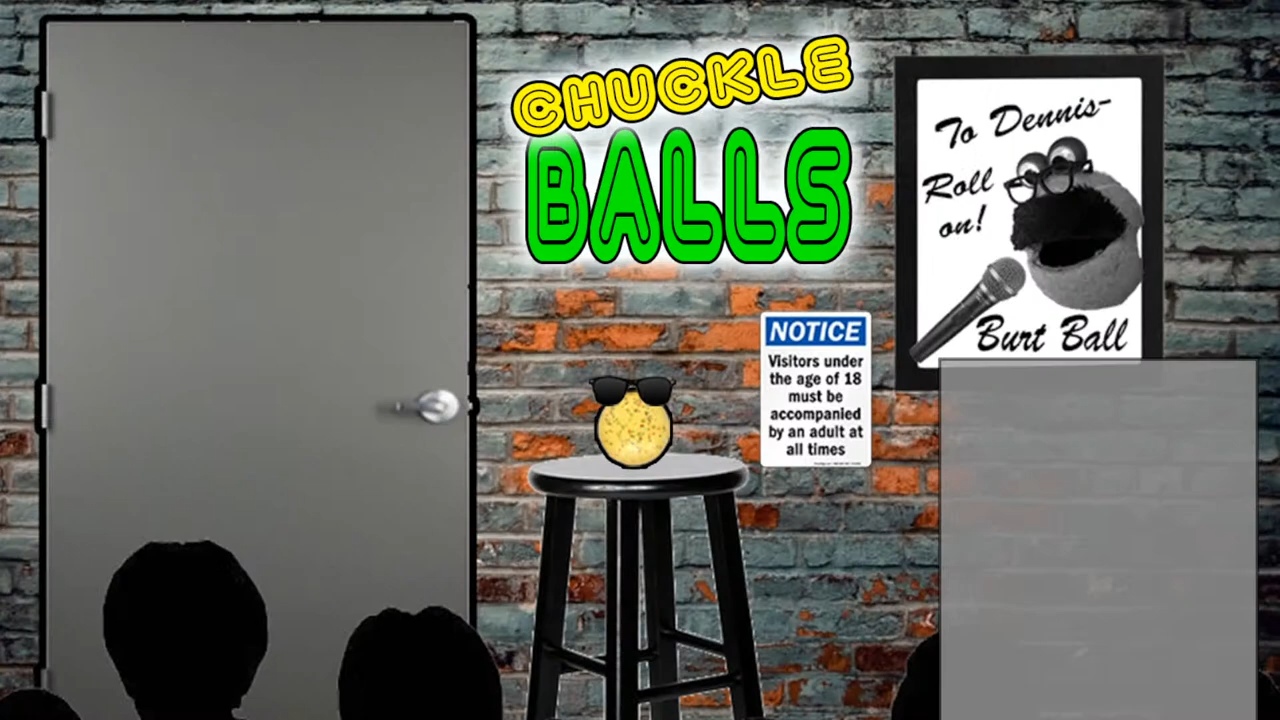 CHUCKLE
BALLS
To Dennis-
Roll
on!
Burt Ball
NOTICE
Visitors under
the age of 18
must be
accompanied
by an adult at
all times